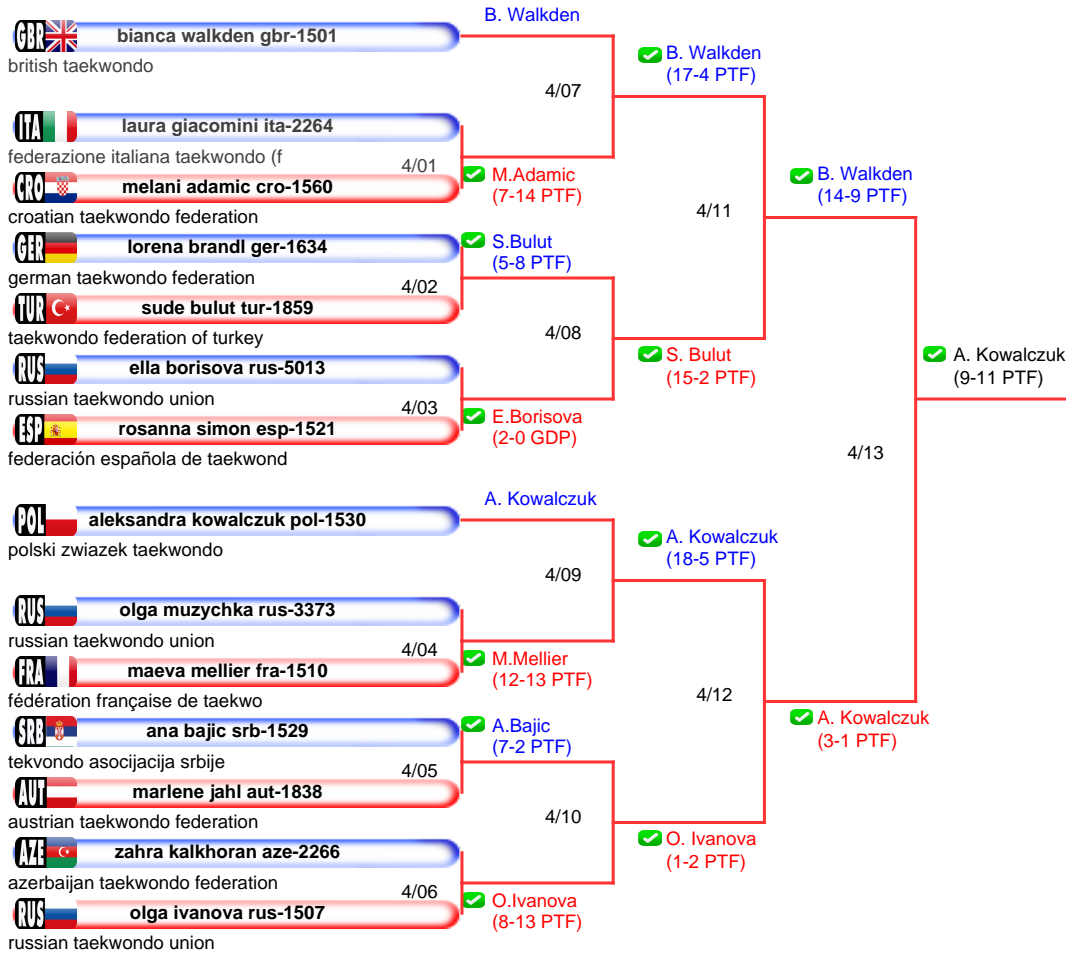 B. Walkden
GBR bianca walkden gbr-1501
british taekwondo
B. Walkden
(17-4 PTF)
4/07
ITA laura giacomini ita-2264
federazione italiana taekwondo (f
4/01
M.Adamic
(7-14 PTF)
CRO melani adamic cro-1560
croatian taekwondo federation
B. Walkden
(14-9 PTF)
4/11
GER lorena brandl ger-1634
german taekwondo federation
S.Bulut
(5-8 PTF)
4/02
TUR sude bulut tur-1859
taekwondo federation of turkey
4/08
RUS ella borisova rus-5013
russian taekwondo union
S. Bulut
(15-2 PTF)
4/03
E.Borisova
(2-0 GDP)
ESP rosanna simon esp-1521
federación española de taekwond
A. Kowalczuk
(9-11 PTF)
4/13
A. Kowalczuk
POL aleksandra kowalczuk pol-1530
polski zwiazek taekwondo
A. Kowalczuk
(18-5 PTF)
4/09
RUS olga muzychka rus-3373
russian taekwondo union
4/04
M.Mellier
(12-13 PTF)
FRA maeva mellier fra-1510
fédération française de taekwo
4/12
A. Kowalczuk
(3-1 PTF)
SRB ana bajic srb-1529
tekvondo asocijacija srbije
A.Bajic
(7-2 PTF)
4/05
AUT marlene jahl aut-1838
austrian taekwondo federation
4/10
AZE zahra kalkhoran aze-2266
azerbaijan taekwondo federation
O. Ivanova
(1-2 PTF)
4/06
O.Ivanova
(8-13 PTF)
RUS olga ivanova rus-1507
russian taekwondo union